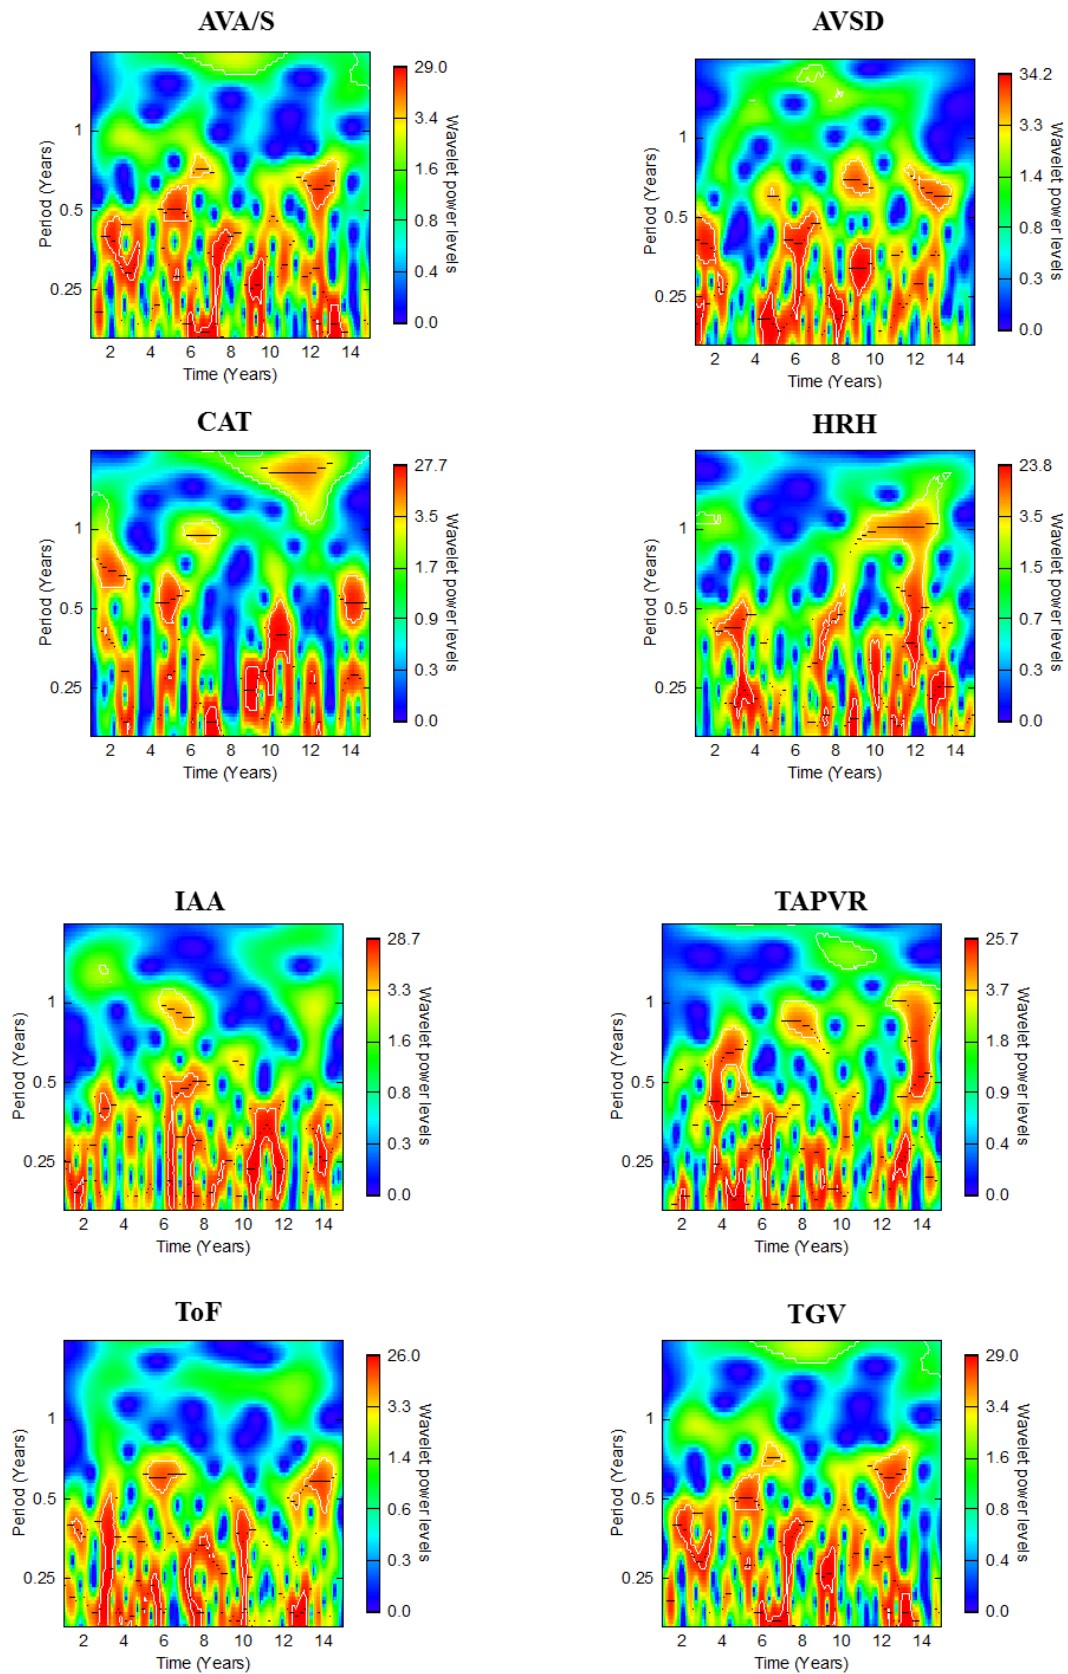 AVA/S
AVSD
Period (Years)
1
0.5
0.25
2 4 6 8 10 12 14
Time (Years)
29.0
3.4
1.6
0.8
0.4
0.0
Wavelet power levels
Period (Years)
1
0.5
0.25
2 4 6 8 10 12 14
Time (Years)
34.2
3.3
1.4
0.8
0.3
0.0
Wavelet power levels
CAT
HRH
Period (Years)
1
0.5
0.25
2 4 6 8 10 12 14
Time (Years)
27.7
3.5
1.7
0.9
0.3
0.0
Wavelet power levels
Period (Years)
1
0.5
0.25
2 4 6 8 10 12 14
Time (Years)
23.8
3.5
1.5
0.7
0.3
0.0
Wavelet power levels
IAA
TAPVR
Period (Years)
1
0.5
0.25
2 4 6 8 10 12 14
Time (Years)
28.7
3.3
1.6
0.8
0.3
0.0
Wavelet power levels
Period (Years)
1
0.5
0.25
2 4 6 8 10 12 14
Time (Years)
25.7
3.7
1.8
0.9
0.4
0.0
Wavelet power levels
ToF
TGV
Period (Years)
1
0.5
0.25
2 4 6 8 10 12 14
Time (Years)
26.0
3.3
1.4
0.6
0.3
0.0
Wavelet power levels
Period (Years)
1
0.5
0.25
2 4 6 8 10 12 14
Time (Years)
29.0
3.4
1.6
0.8
0.4
0.0
Wavelet power levels